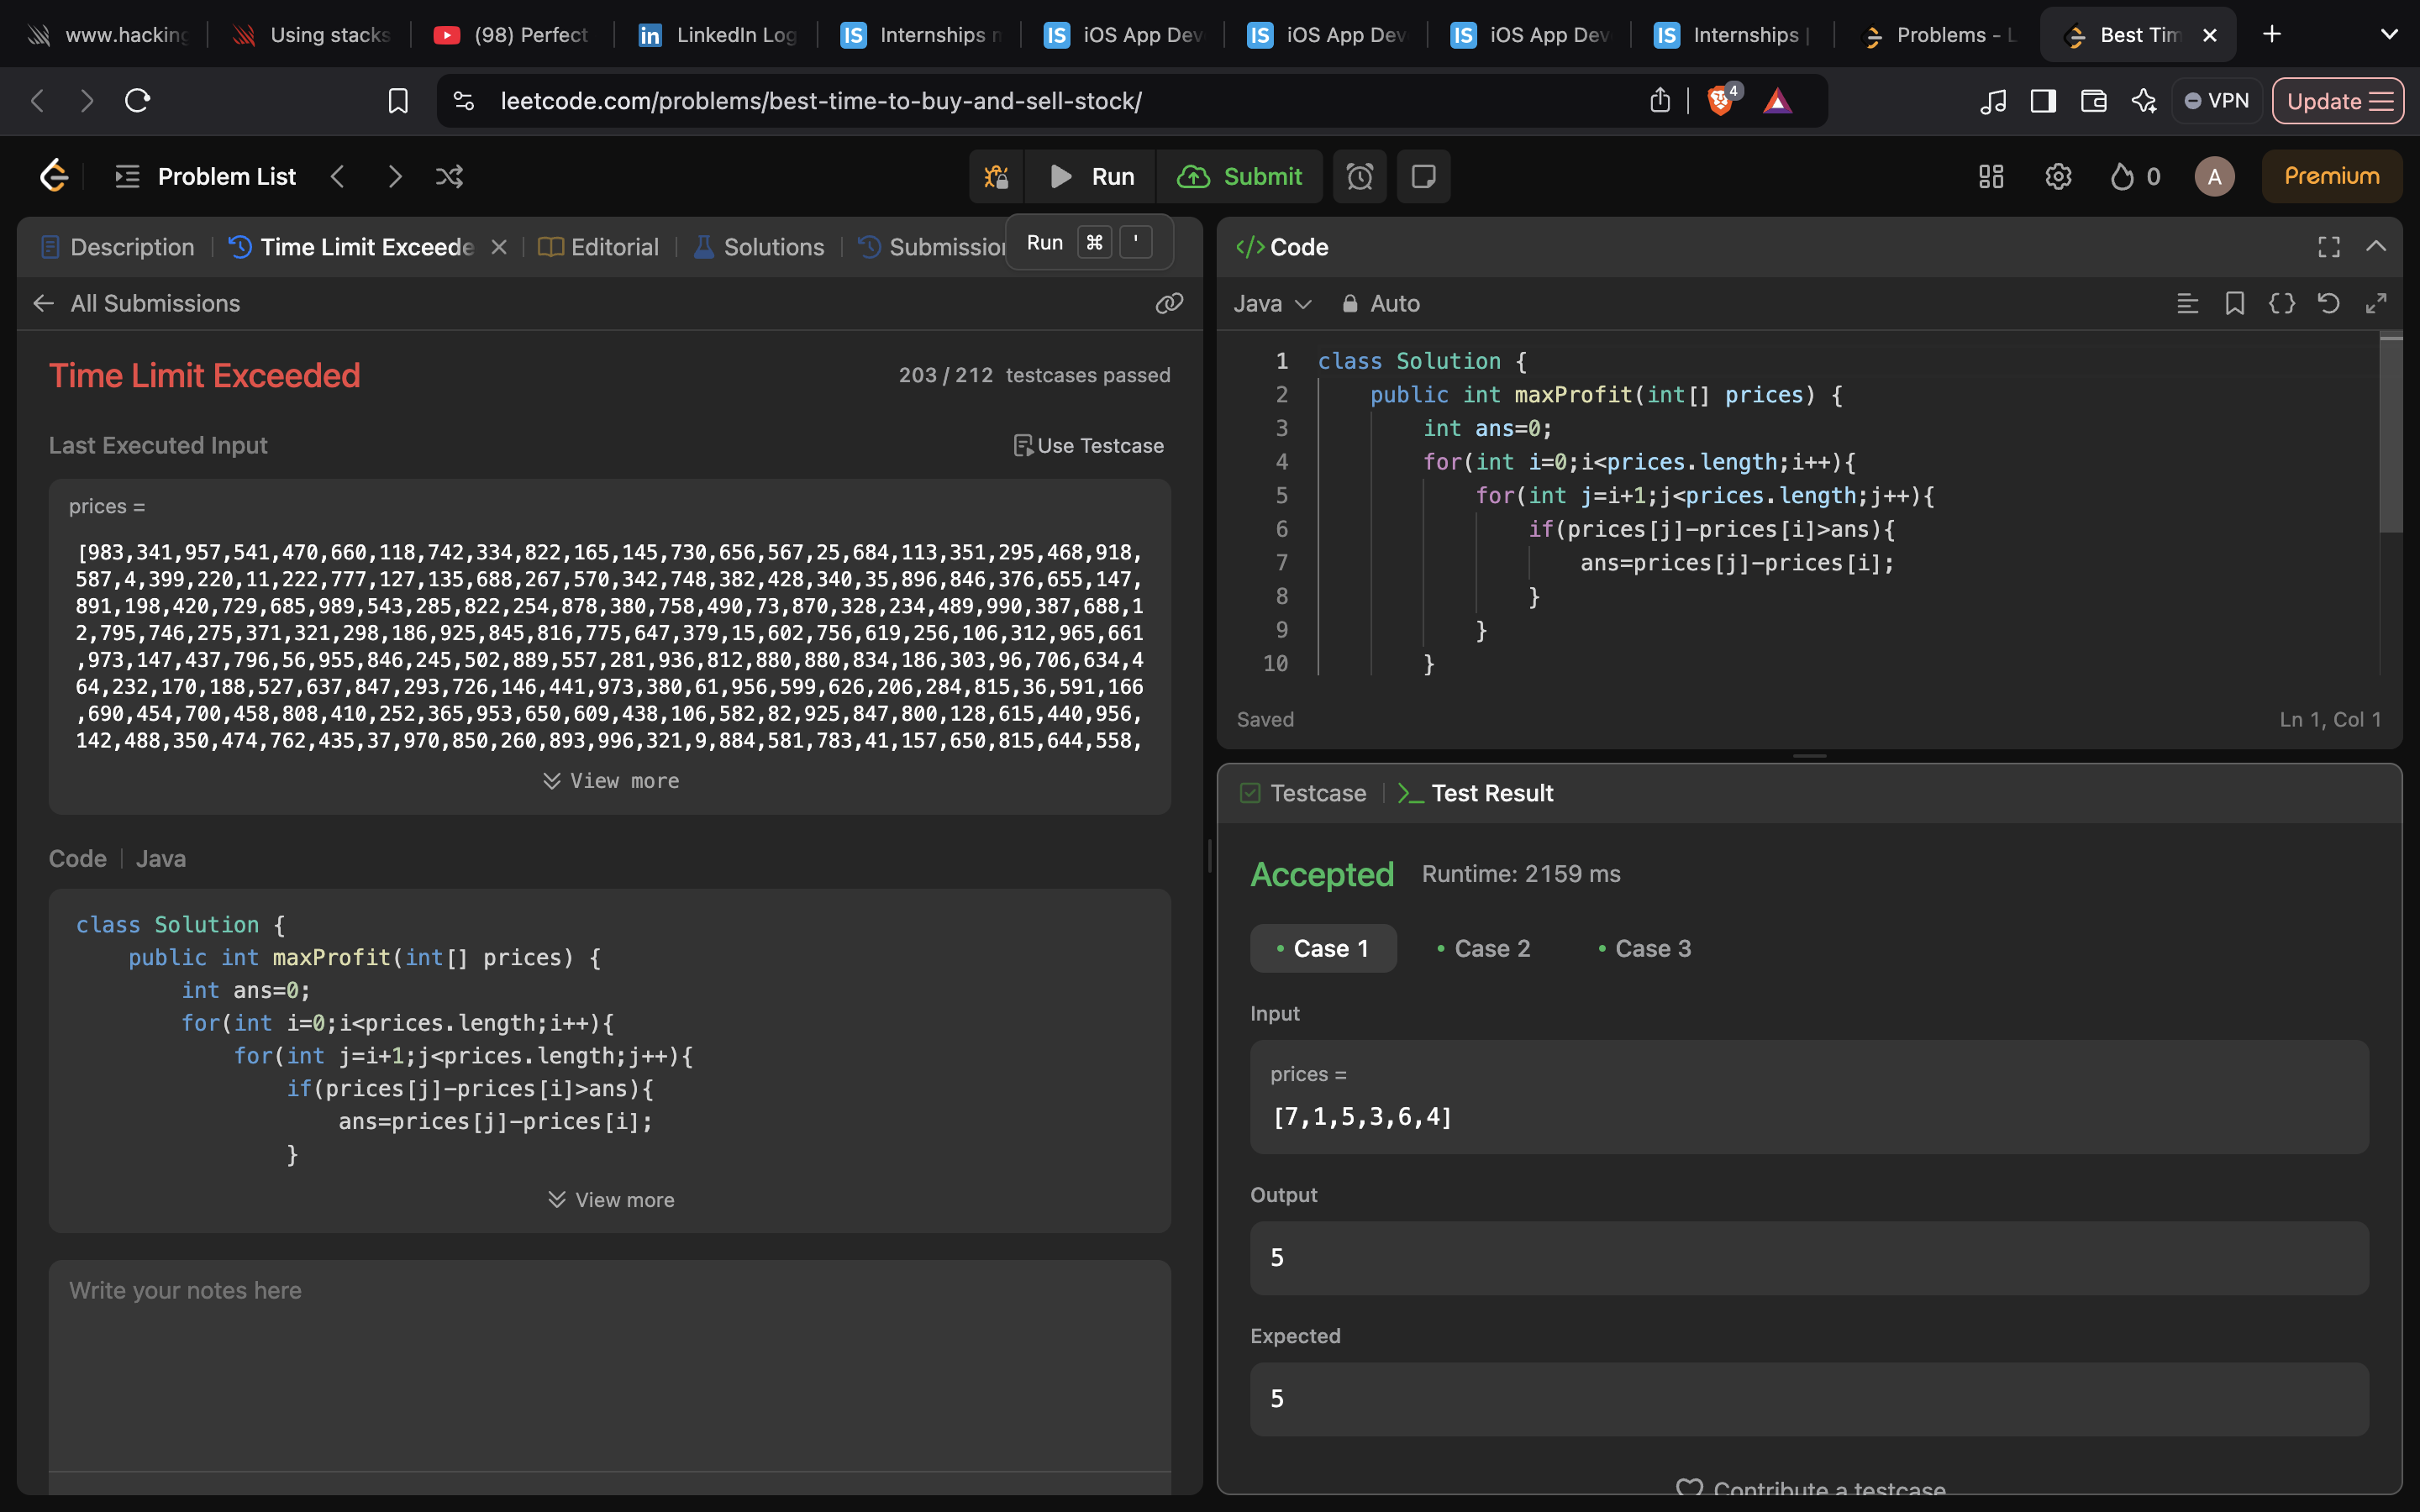 www.hacking
Using stacks
(98) Perfect
LinkedIn Log
Internships
iOS App Dev
iOS App Dev
iOS App Dev
Internships |
Problems -
Best Tim
leetcode.com/problems/best-time-to-buy-and-sell-stock/
4
VPN
Update
Problem List
Run
Submit
0
A
Premium
Description
Time Limit Exceede
Editorial
Solutions
Submission
Run ⌘ '
All Submissions
Time Limit Exceeded
203 / 212 testcases passed
Last Executed Input
Use Testcase
prices =
[983,341,957,541,470,660,118,742,334,822,165,145,730,656,567,25,684,113,351,295,468,918,
587,4,399,220,11,222,777,127,135,688,267,570,342,748,382,428,340,35,896,846,376,655,147,
891,198,420,729,685,989,543,285,822,254,878,380,758,490,73,870,328,234,489,990,387,688,1
2,795,746,275,371,321,298,186,925,845,816,775,647,379,15,602,756,619,256,106,312,965,661
,973,147,437,796,56,955,846,245,502,889,557,281,936,812,880,880,834,186,303,96,706,634,4
64,232,170,188,527,637,847,293,726,146,441,973,380,61,956,599,626,206,284,815,36,591,166
,690,454,700,458,808,410,252,365,953,650,609,438,106,582,82,925,847,800,128,615,440,956,
142,488,350,474,762,435,37,970,850,260,893,996,321,9,884,581,783,41,157,650,815,644,558,
View more
Code | Java
class Solution {
public int maxProfit(int[] prices) {
int ans=0;
for(int i=0;i<prices.length;i++){
for(int j=i+1;j<prices.length;j++){
if(prices[j]-prices[i]>ans){
ans=prices[j]-prices[i];
}
View more
Write your notes here
</> Code
Java
Auto
1 class Solution {
2 public int maxProfit(int[] prices) {
3 int ans=0;
4 for(int i=0;i<prices.length;i++){
5 for(int j=i+1;j<prices.length;j++){
6 if(prices[j]-prices[i]>ans){
7 ans=prices[j]-prices[i];
8 }
9 }
10 }
Saved
Ln 1, Col 1
Testcase
>_ Test Result
Accepted
Runtime: 2159 ms
• Case 1
• Case 2
• Case 3
Input
prices =
[7,1,5,3,6,4]
Output
5
Expected
5
Contribute a testcase